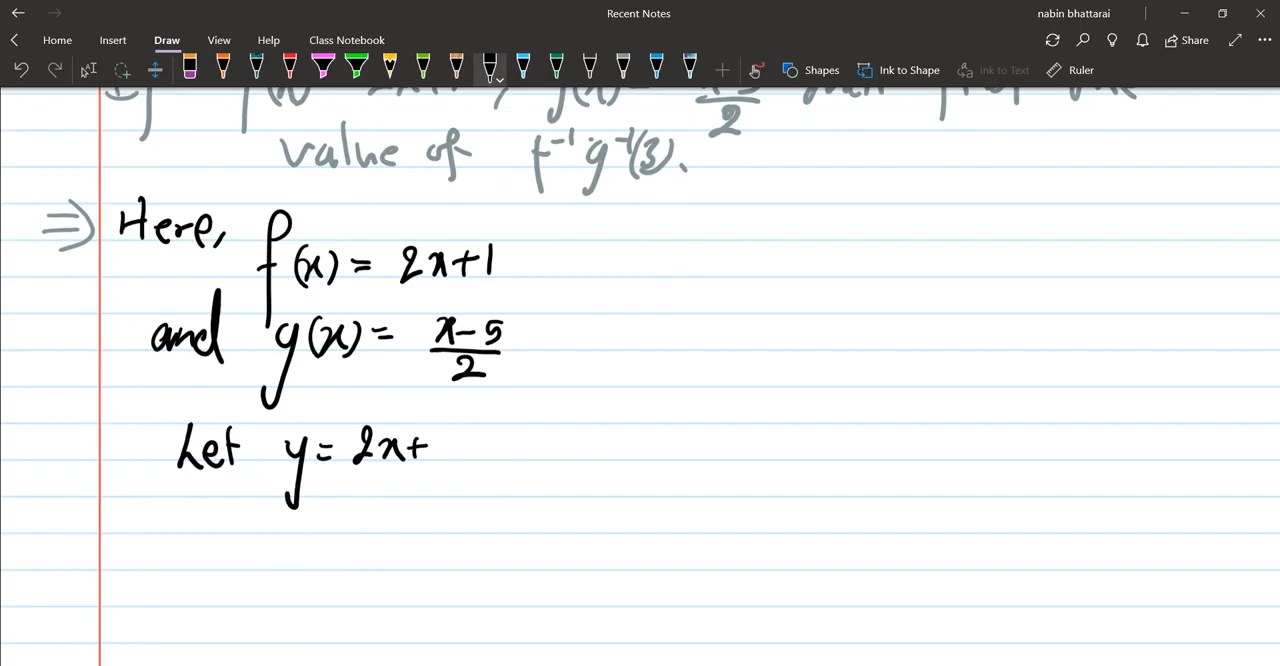 Recent Notes
nabin bhattarai
Home Insert Draw View Help Class Notebook
Share
Shapes Ink to Shape Ink to Text Ruler
value of f⁻¹g⁻¹(3).
⇒ Here, f(x) = 2x+1
and g(x) = x-5/2
Let y = 2x+